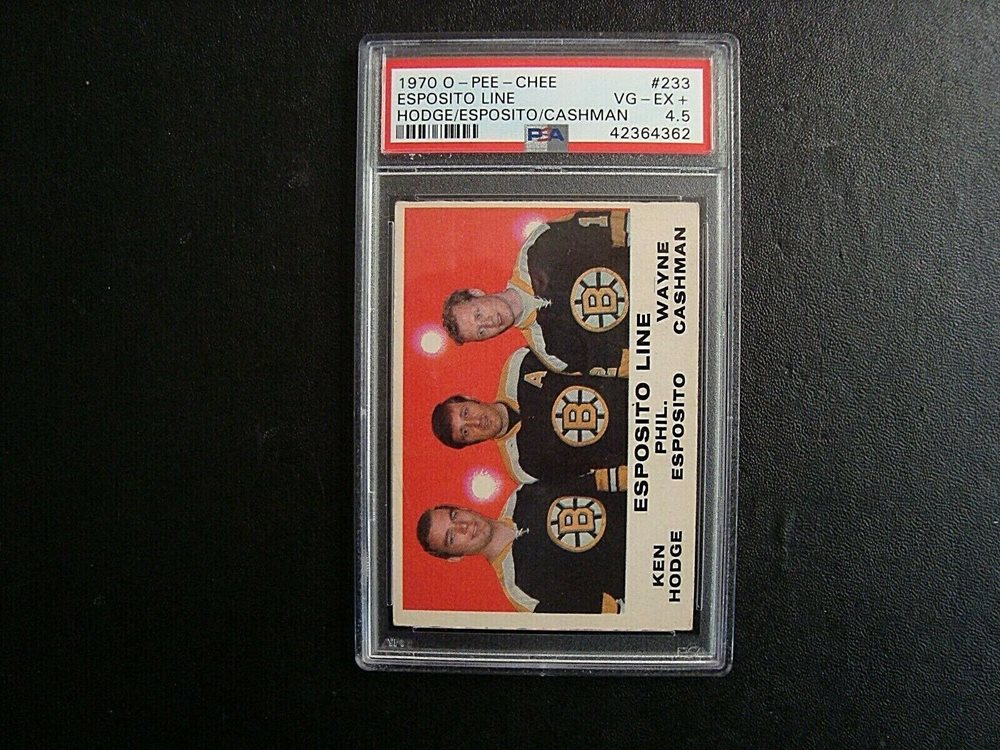 1970 O-PEE-CHEE #233
ESPOSITO LINE VG-EX+
HODGE/ESPOSITO/CASHMAN 4.5
PSA 42364362
A
B
B
B
ESPOSITO LINE
KEN HODGE
PHIL. ESPOSITO
WAYNE CASHMAN